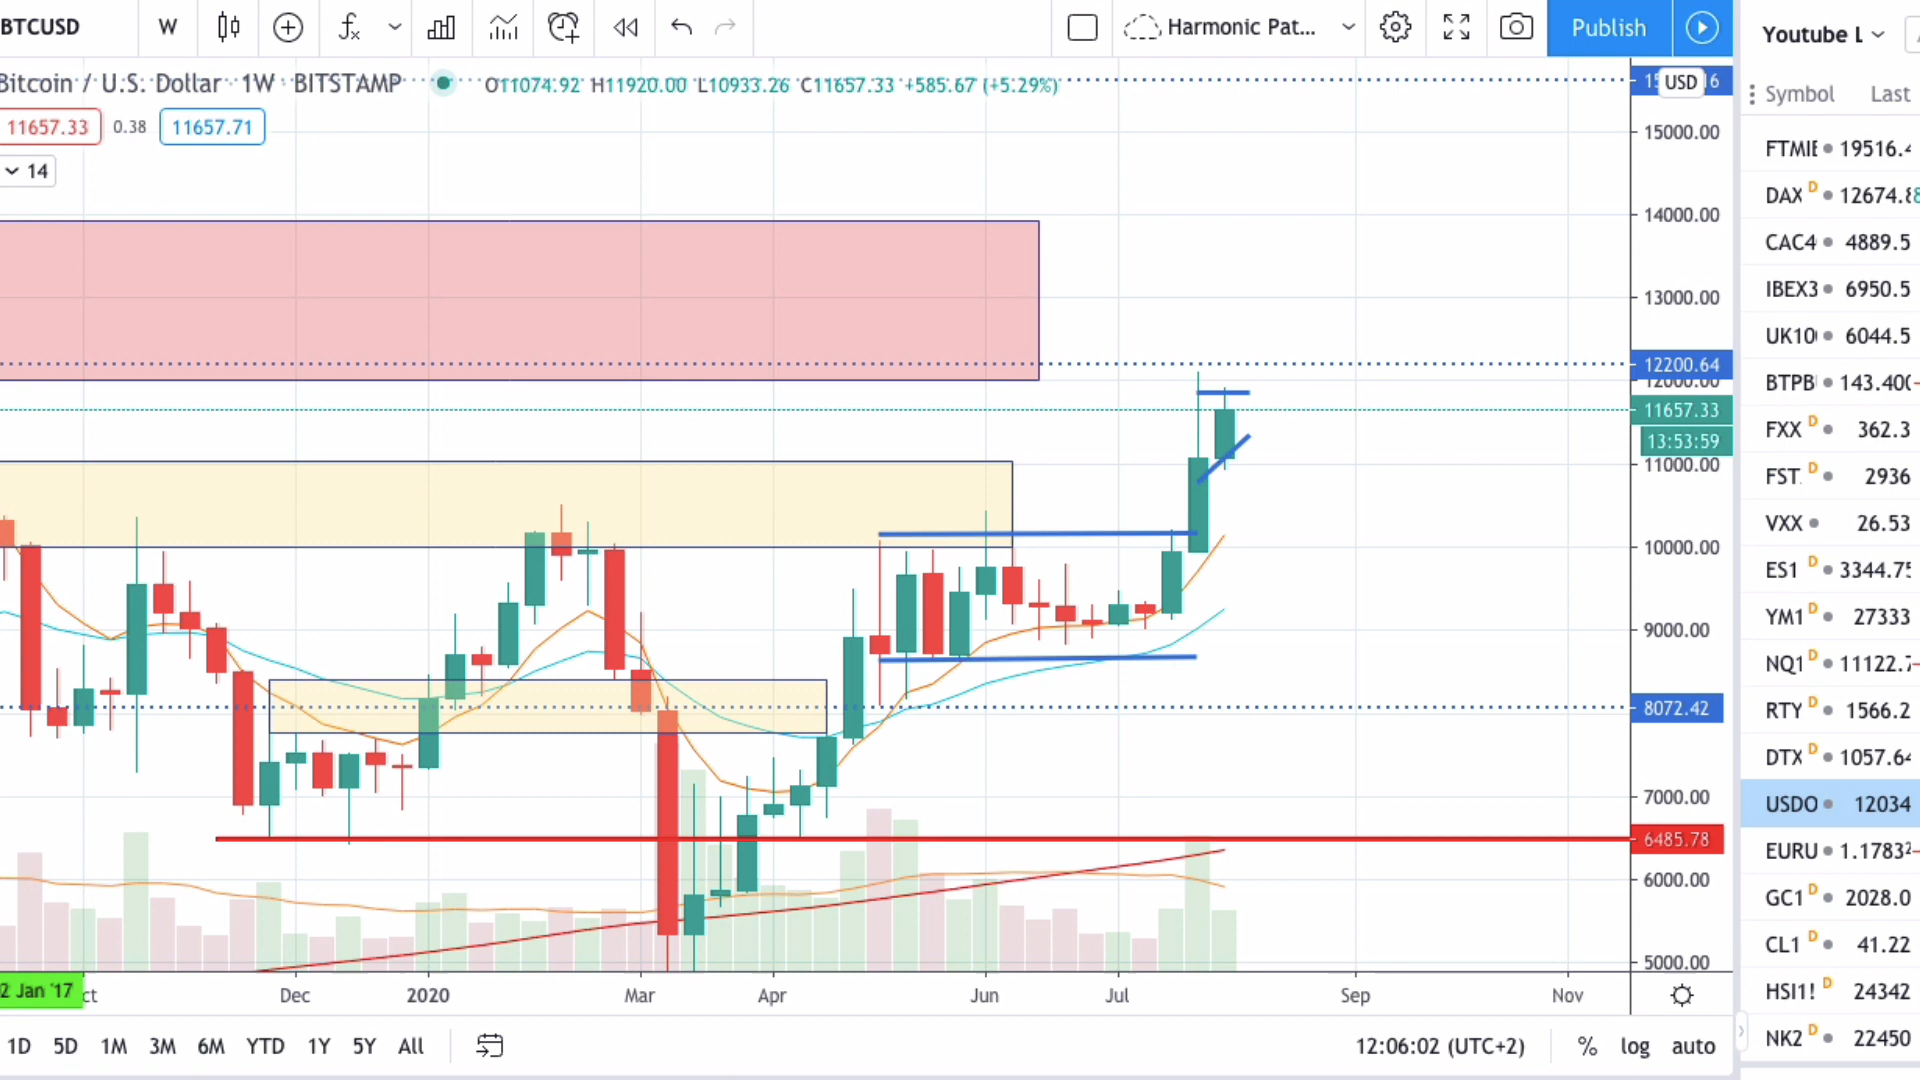 BTCUSD W Harmonic Pat... Publish Youtube L
Bitcoin / U.S. Dollar · 1W · BITSTAMP O11074.92 H11920.00 L10933.26 C11657.33 +585.67 (+5.29%)
USD
Symbol Last
11657.33 0.38 11657.71
14
15000.00
14000.00
13000.00
12200.64
12000.00
11657.33
13:53:59
11000.00
10000.00
9000.00
8072.42
7000.00
6485.78
6000.00
5000.00
Dec 2020 Mar Apr Jun Jul Sep Nov
2 Jan '17 ct
1D 5D 1M 3M 6M YTD 1Y 5Y All 12:06:02 (UTC+2) % log auto
FTMIB 19516.4
DAX D 12674.8
CAC4 4889.5
IBEX3 6950.5
UK10 6044.5
BTPB 143.40
FXX D 362.3
FST D 2936
VXX 26.53
ES1 D 3344.75
YM1 D 27333
NQ1 D 11122.7
RTY D 1566.2
DTX D 1057.64
USDO 12034
EURU 1.1783
GC1 D 2028.0
CL1 D 41.22
HSI1! D 24342
NK2 D 22450